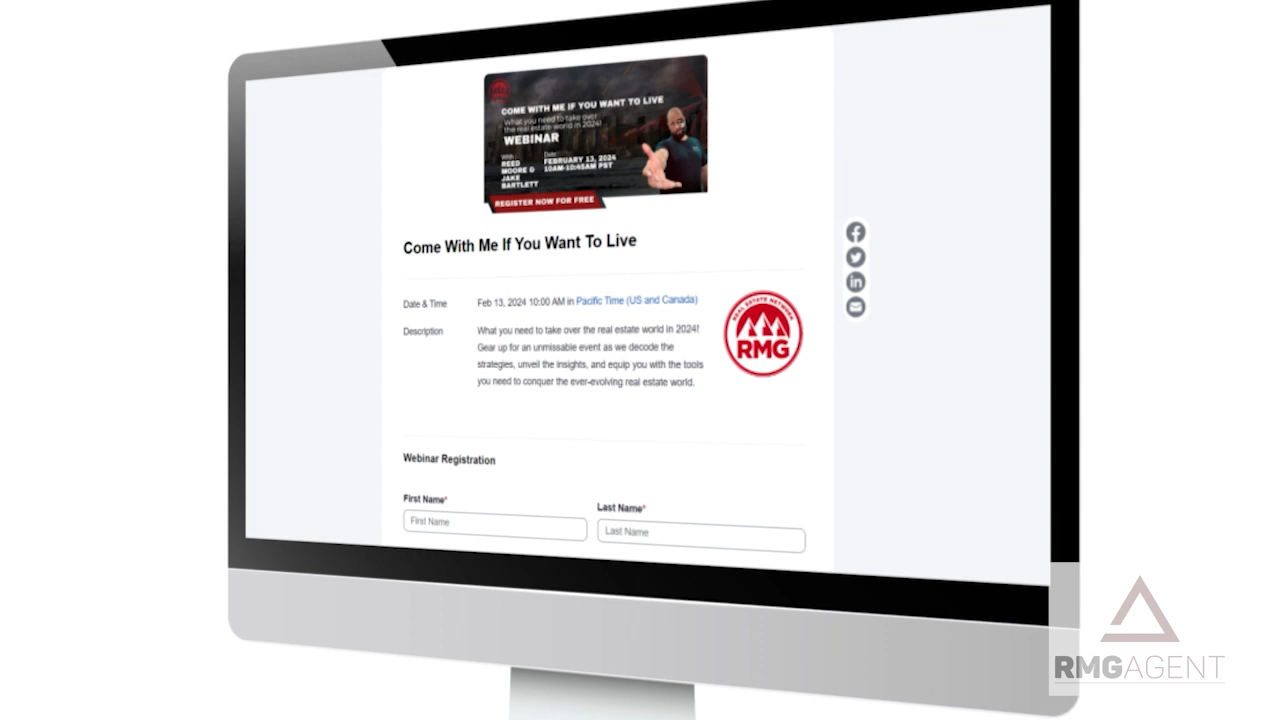 COME WITH ME IF YOU WANT TO LIVE
What you need to take over
the real estate world in 2024!
WEBINAR
With:
REED
MOORE &
JAKE
BARTLETT
Date:
FEBRUARY 13, 2024
10AM-10:45AM PST
REGISTER NOW FOR FREE
Come With Me If You Want To Live
Date & Time
Feb 13, 2024 10:00 AM in Pacific Time (US and Canada)
Description
What you need to take over the real estate world in 2024!
Gear up for an unmissable event as we decode the
strategies, unveil the insights, and equip you with the tools
you need to conquer the ever-evolving real estate world.
REAL ESTATE NETWORK
RMG
Webinar Registration
First Name*
Last Name*
First Name
Last Name
RMGAGENT